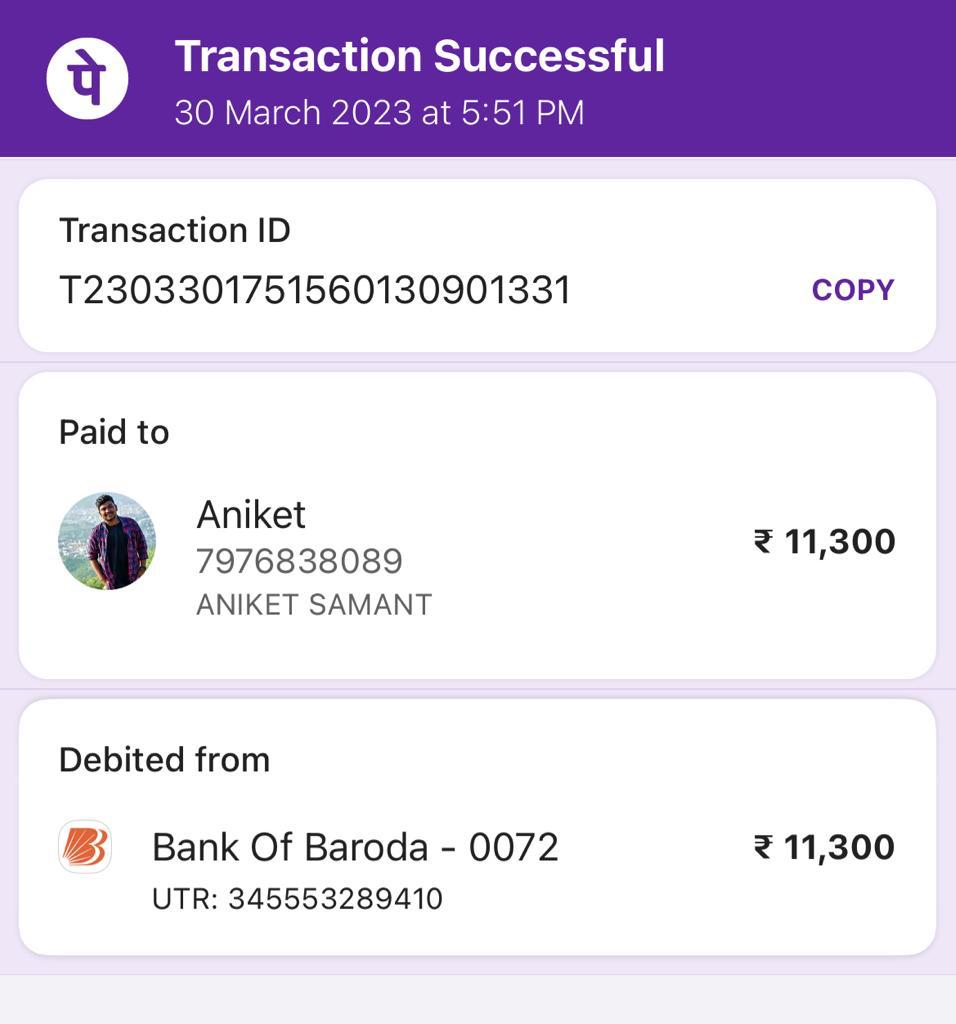 पे
Transaction Successful
30 March 2023 at 5:51 PM
Transaction ID
T2303301751560130901331
COPY
Paid to
Aniket
7976838089
ANIKET SAMANT
₹ 11,300
Debited from
Bank Of Baroda - 0072
₹ 11,300
UTR: 345553289410